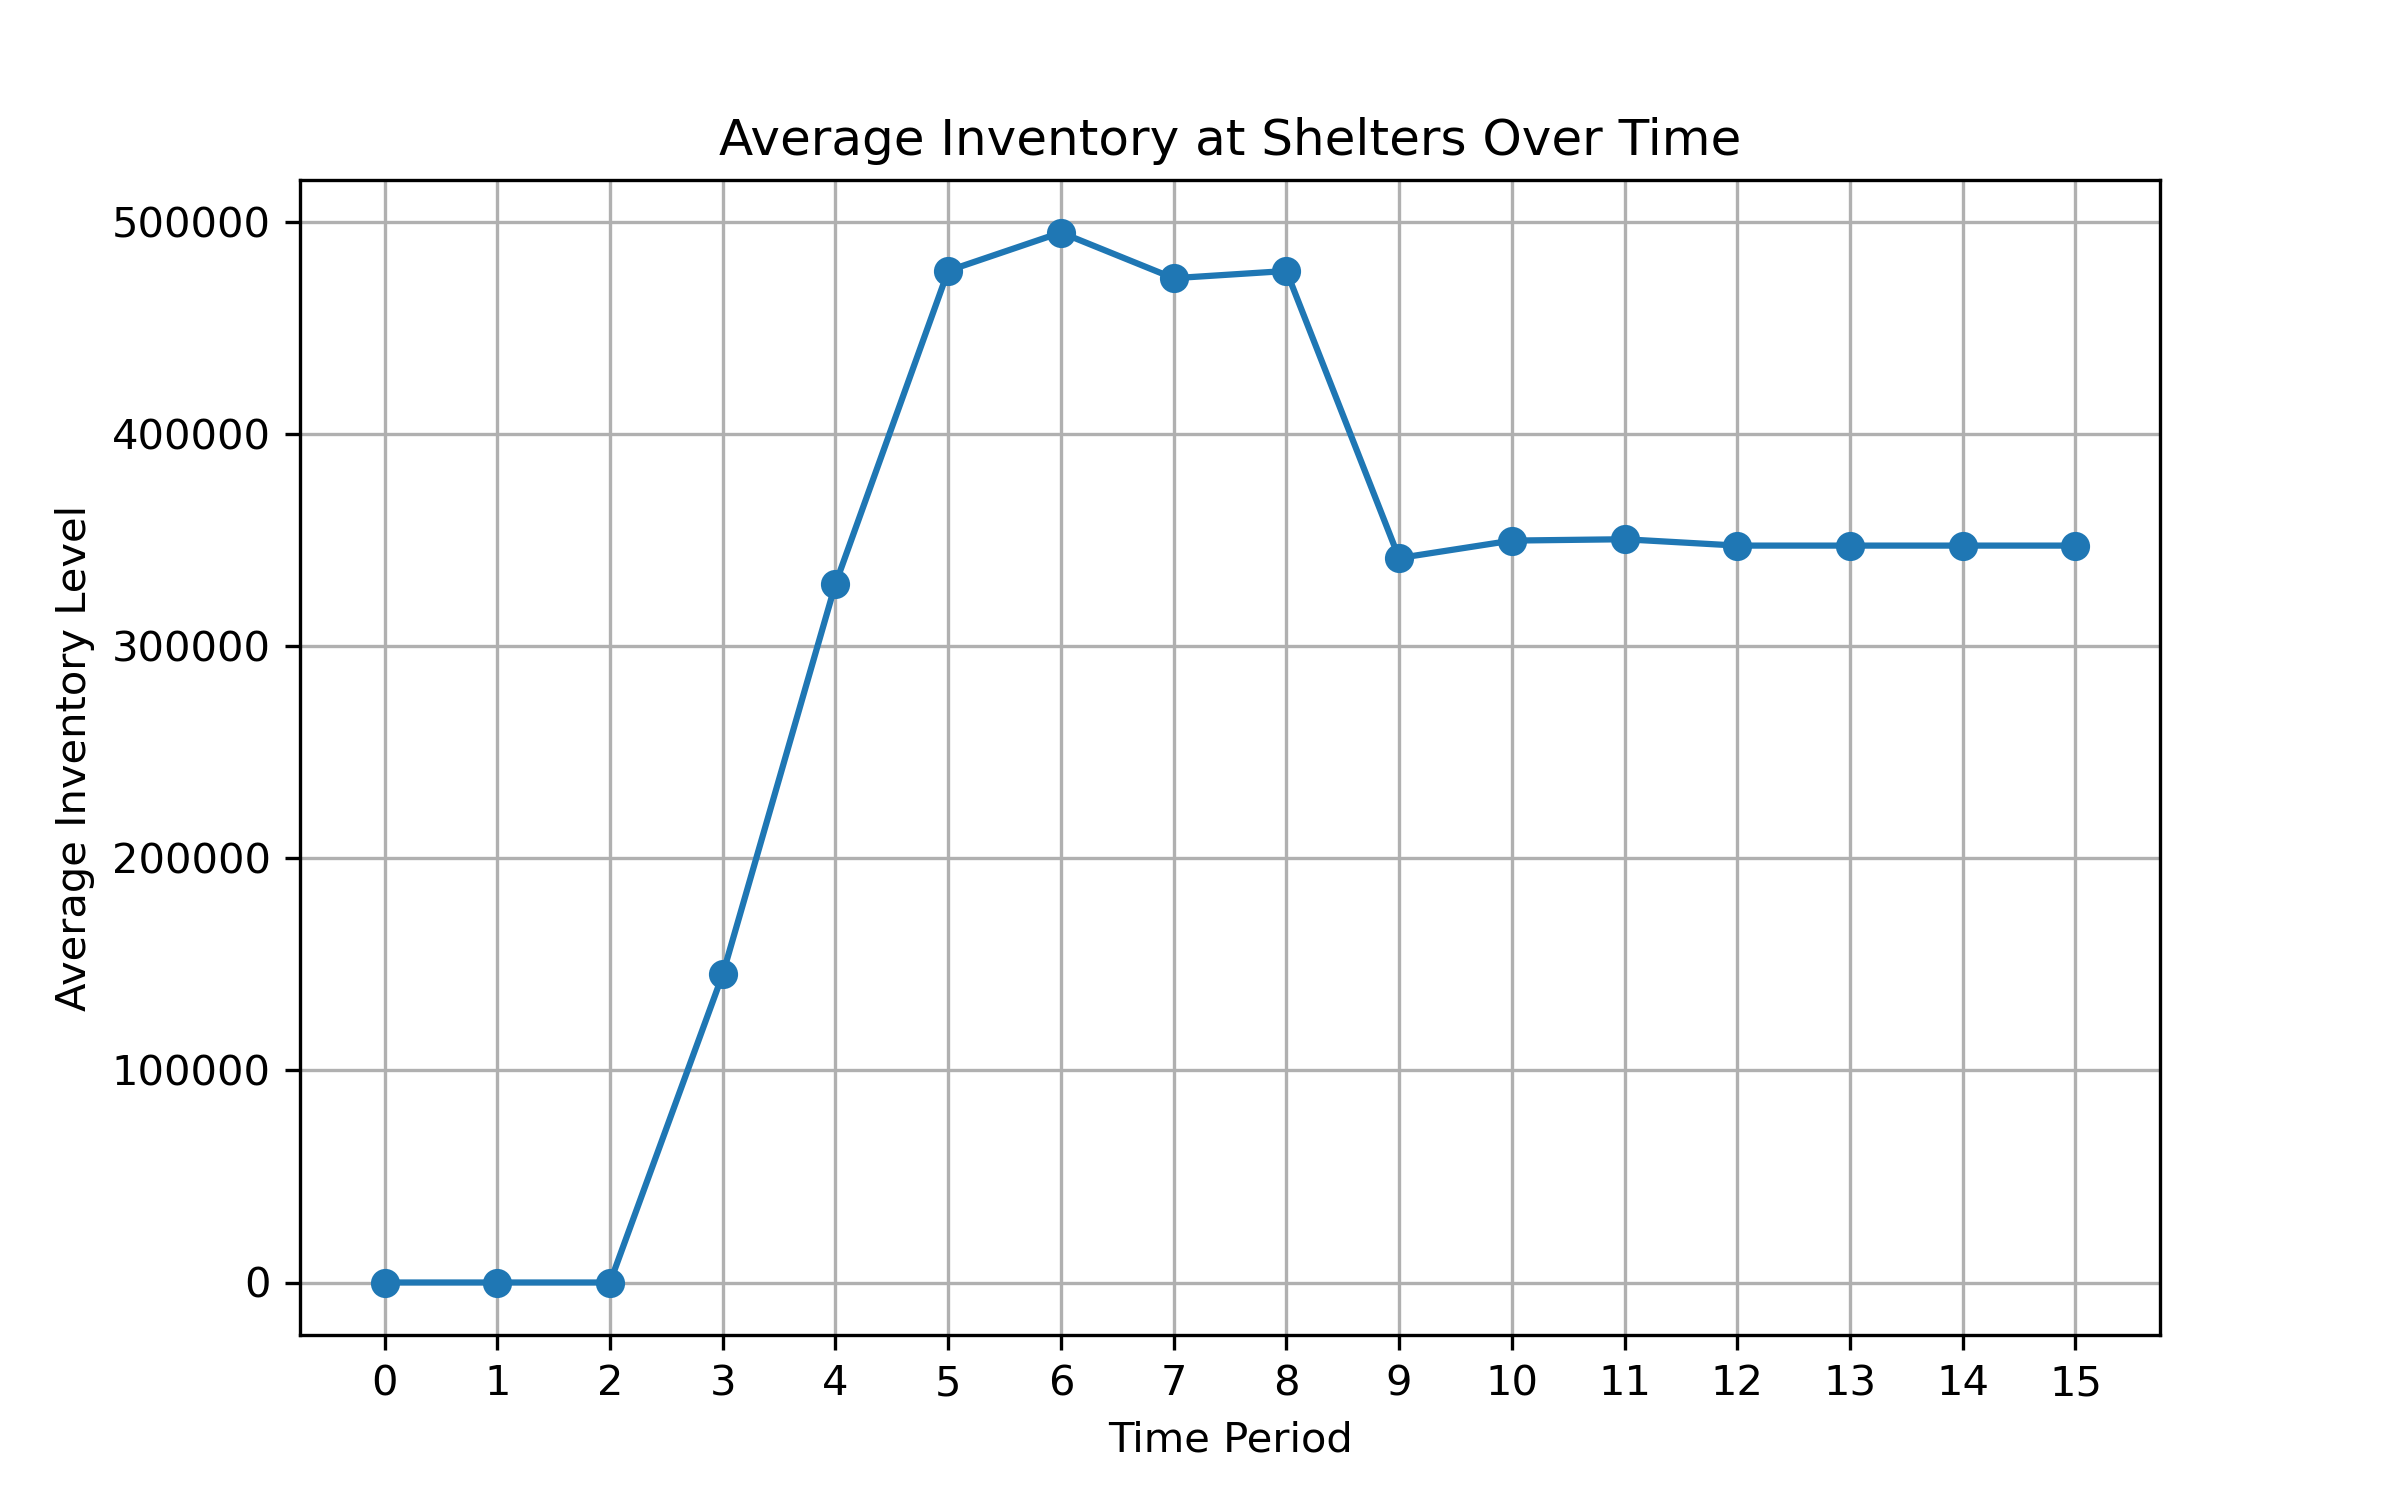 Average Inventory at Shelters Over Time
Average Inventory Level
500000
400000
300000
200000
100000
0
0 1 2 3 4 5 6 7 8 9 10 11 12 13 14 15
Time Period